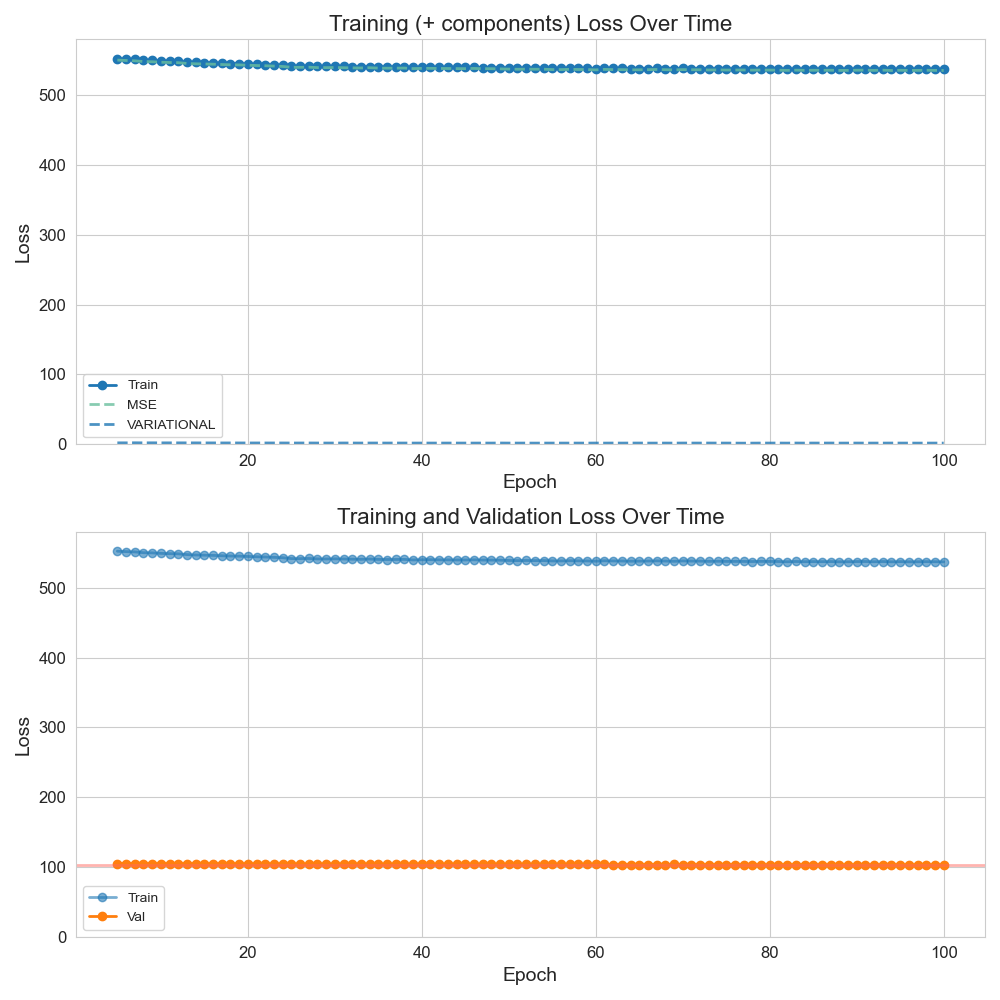 Training (+ components) Loss Over Time
500
400
300
200
100
0
Loss
Train
MSE
VARIATIONAL
20 40 60 80 100
Epoch
Training and Validation Loss Over Time
500
400
300
200
100
0
Loss
Train
Val
20 40 60 80 100
Epoch